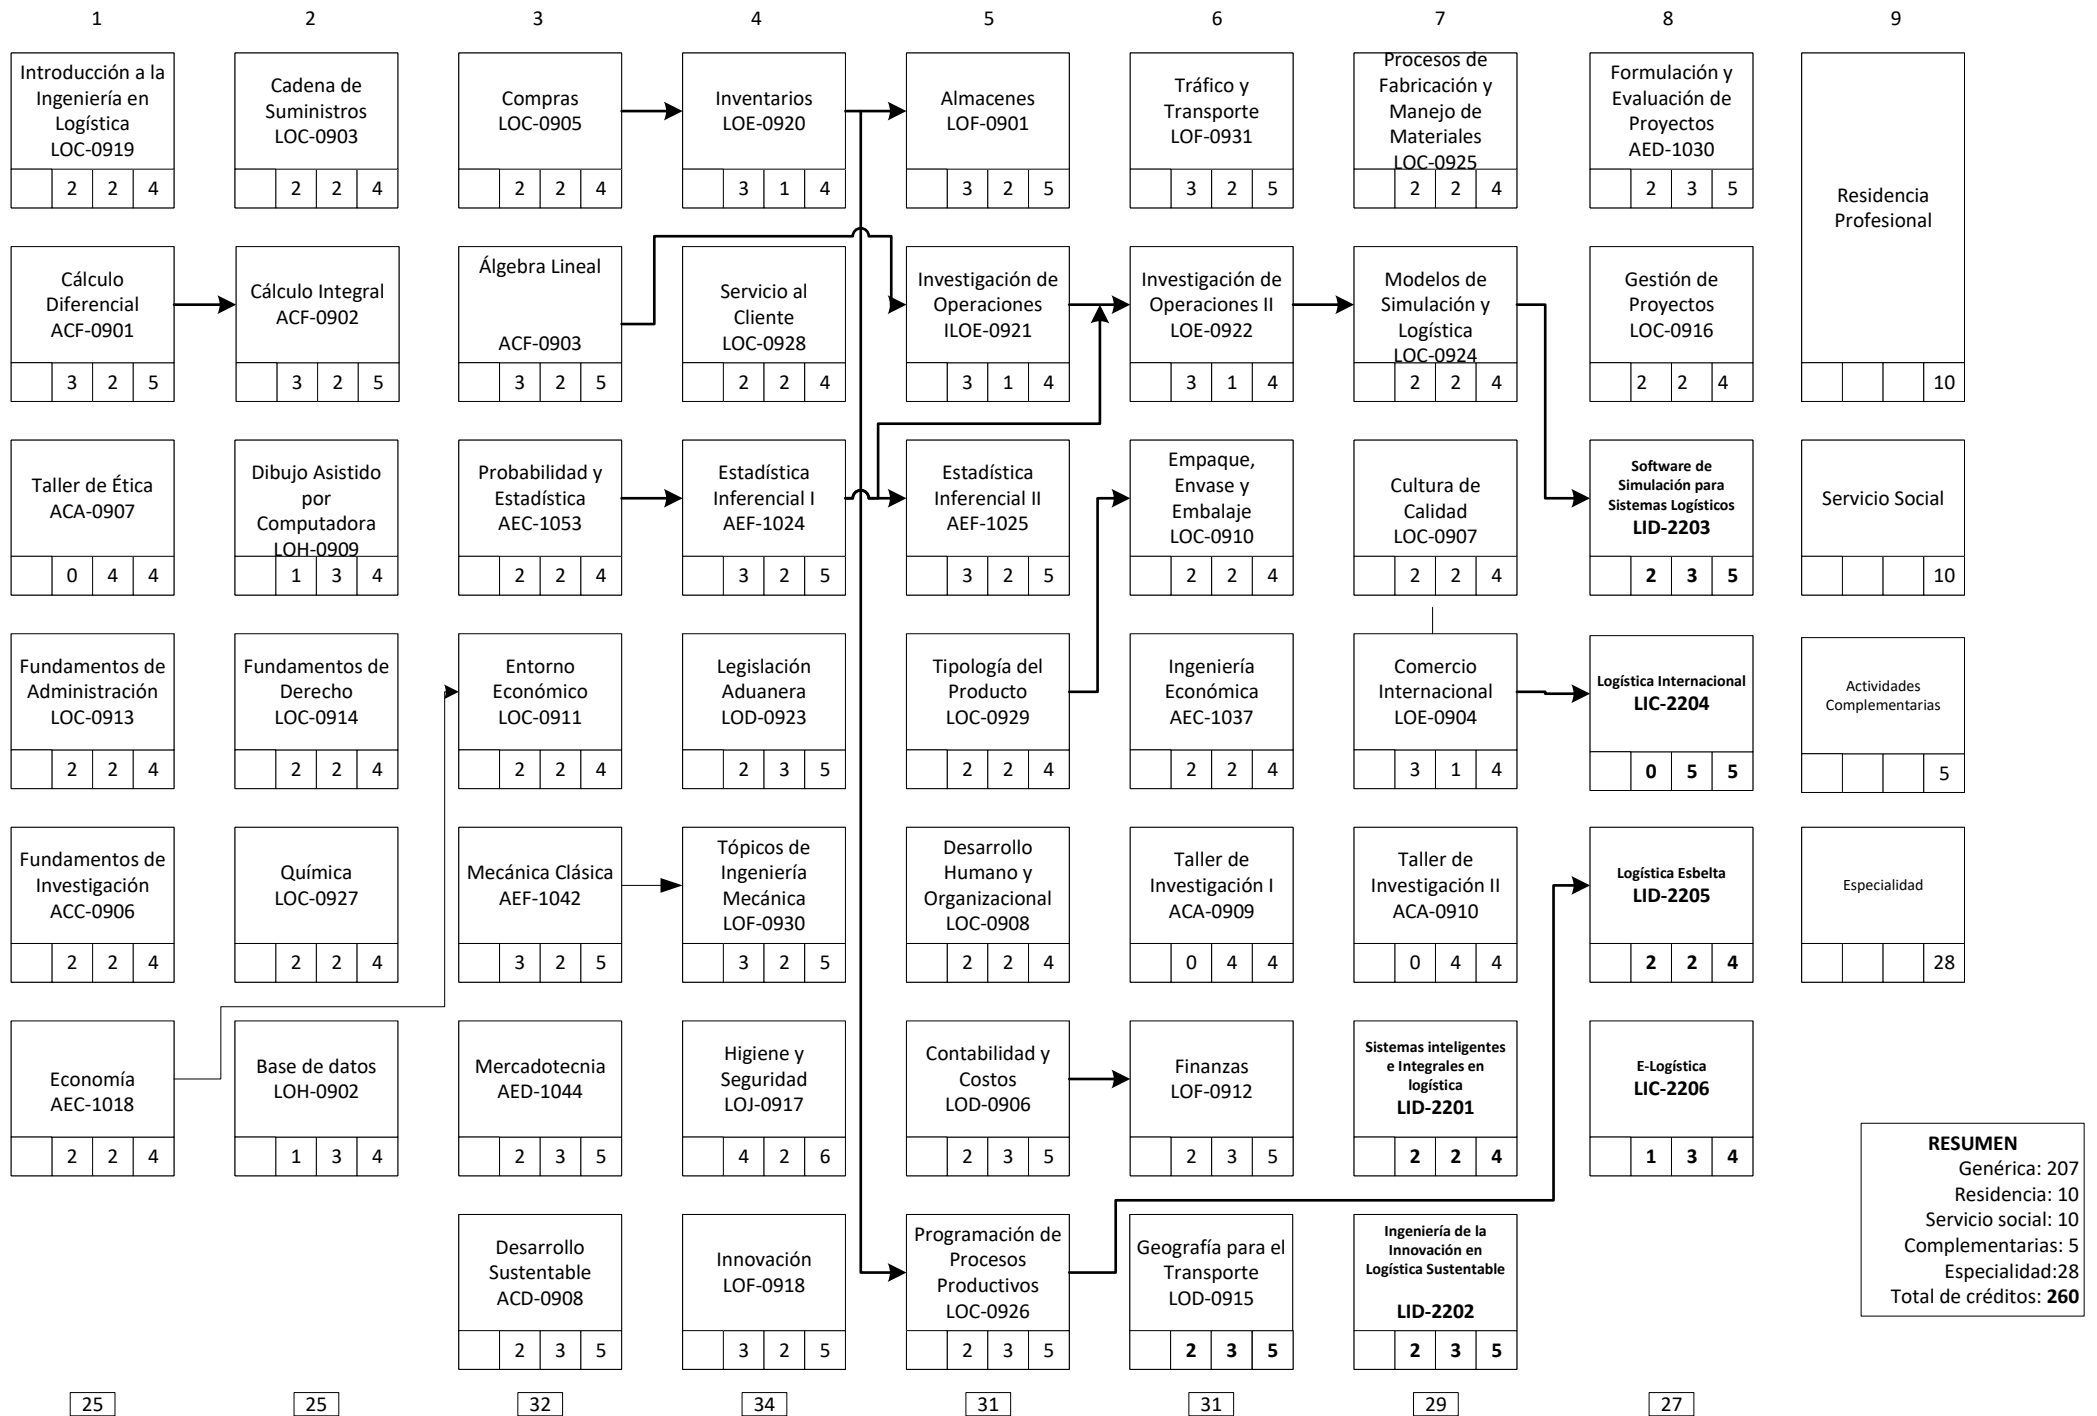 1 2 3 4 5 6 7 8 9
Introducción a la
Ingeniería en
Logística
LOC-0919
2 2 4
Cadena de
Suministros
LOC-0903
2 2 4
Compras
LOC-0905
2 2 4
Inventarios
LOE-0920
3 1 4
Almacenes
LOF-0901
3 2 5
Tráfico y
Transporte
LOF-0931
3 2 5
Procesos de
Fabricación y
Manejo de
Materiales
LOC-0925
2 2 4
Formulación y
Evaluación de
Proyectos
AED-1030
2 3 5
Residencia
Profesional
10
Cálculo
Diferencial
ACF-0901
3 2 5
Cálculo Integral
ACF-0902
3 2 5
Álgebra Lineal
ACF-0903
3 2 5
Servicio al
Cliente
LOC-0928
2 2 4
Investigación de
Operaciones
ILOE-0921
3 1 4
Investigación de
Operaciones II
LOE-0922
3 1 4
Modelos de
Simulación y
Logística
LOC-0924
2 2 4
Gestión de
Proyectos
LOC-0916
2 2 4
Taller de Ética
ACA-0907
0 4 4
Dibujo Asistido
por
Computadora
LOH-0909
1 3 4
Probabilidad y
Estadística
AEC-1053
2 2 4
Estadística
Inferencial I
AEF-1024
3 2 5
Estadística
Inferencial II
AEF-1025
3 2 5
Empaque,
Envase y
Embalaje
LOC-0910
2 2 4
Cultura de
Calidad
LOC-0907
2 2 4
Software de
Simulación para
Sistemas Logísticos
LID-2203
2 3 5
Servicio Social
10
Fundamentos de
Administración
LOC-0913
2 2 4
Fundamentos de
Derecho
LOC-0914
2 2 4
Entorno
Económico
LOC-0911
2 2 4
Legislación
Aduanera
LOD-0923
2 3 5
Tipología del
Producto
LOC-0929
2 2 4
Ingeniería
Económica
AEC-1037
2 2 4
Comercio
Internacional
LOE-0904
3 1 4
Logística Internacional
LIC-2204
0 5 5
Actividades
Complementarias
5
Fundamentos de
Investigación
ACC-0906
2 2 4
Química
LOC-0927
2 2 4
Mecánica Clásica
AEF-1042
3 2 5
Tópicos de
Ingeniería
Mecánica
LOF-0930
3 2 5
Desarrollo
Humano y
Organizacional
LOC-0908
2 2 4
Taller de
Investigación I
ACA-0909
0 4 4
Taller de
Investigación II
ACA-0910
0 4 4
Logística Esbelta
LID-2205
2 2 4
Especialidad
28
Economía
AEC-1018
2 2 4
Base de datos
LOH-0902
1 3 4
Mercadotecnia
AED-1044
2 3 5
Higiene y
Seguridad
LOJ-0917
4 2 6
Contabilidad y
Costos
LOD-0906
2 3 5
Finanzas
LOF-0912
2 3 5
Sistemas inteligentes
e Integrales en
logística
LID-2201
2 2 4
E-Logística
LIC-2206
1 3 4
Desarrollo
Sustentable
ACD-0908
2 3 5
Innovación
LOF-0918
3 2 5
Programación de
Procesos
Productivos
LOC-0926
2 3 5
Geografía para el
Transporte
LOD-0915
2 3 5
Ingeniería de la
Innovación en
Logística Sustentable
LID-2202
2 3 5
RESUMEN
Genérica: 207
Residencia: 10
Servicio social: 10
Complementarias: 5
Especialidad:28
Total de créditos: 260
25 25 32 34 31 31 29 27